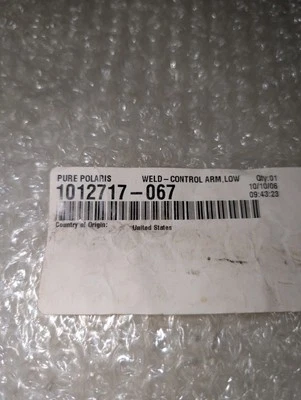 PURE POLARIS WELD-CONTROL ARM,LOW Qty:01
1012717-067 10/10/06
09:43:23
Country of Origin: United States